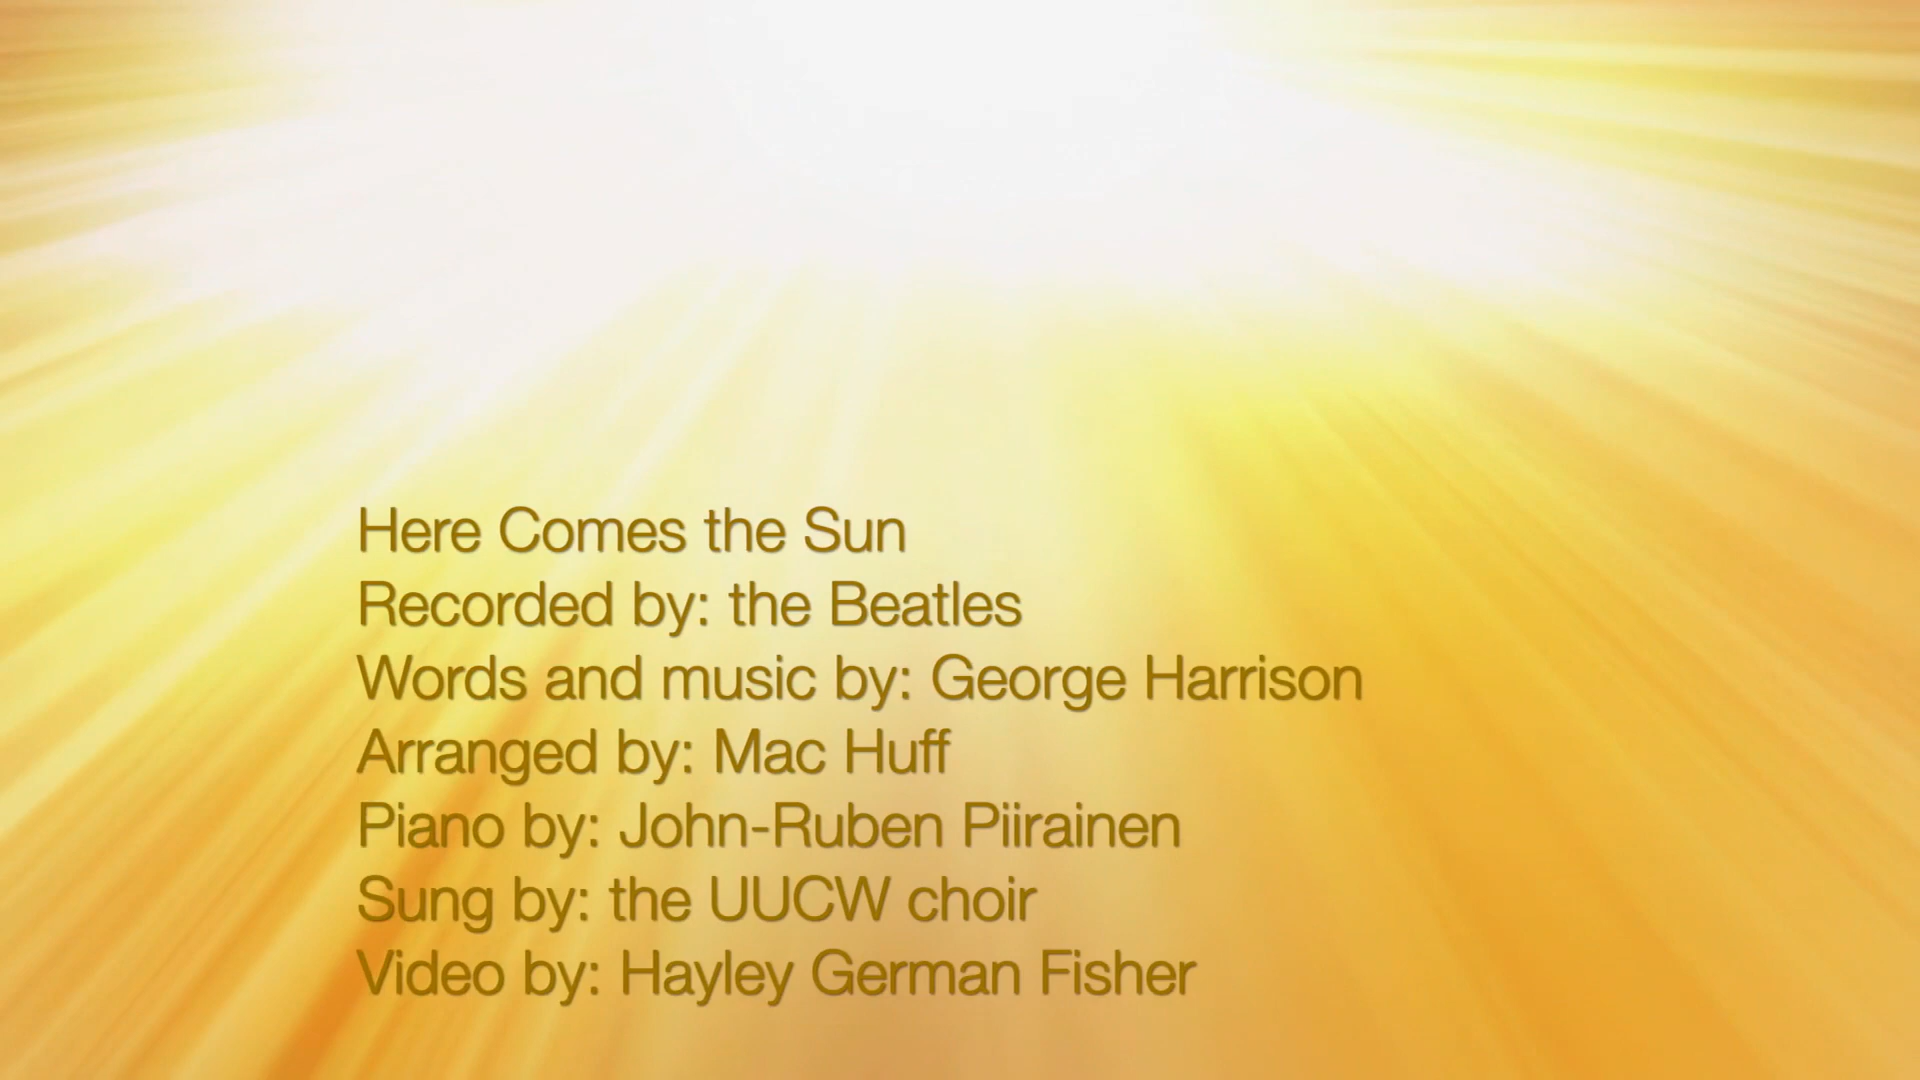 Here Comes the Sun
Recorded by: the Beatles
Words and music by: George Harrison
Arranged by: Mac Huff
Piano by: John-Ruben Piirainen
Sung by: the UUCW choir
Video by: Hayley German Fisher